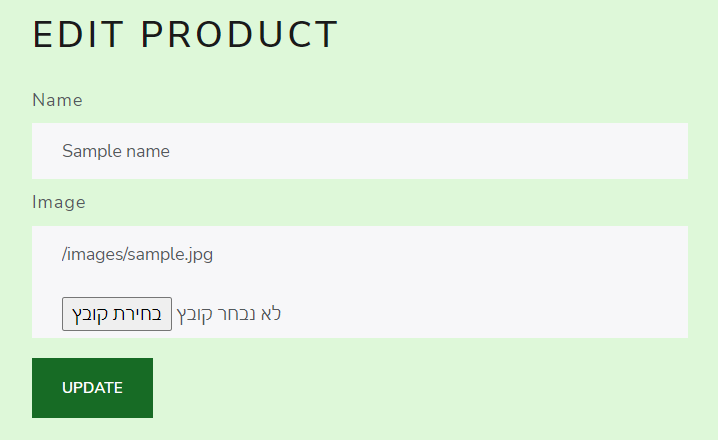 EDIT PRODUCT
Name
Sample name
Image
/images/sample.jpg
בחירת קובץ לא נבחר קובץ
UPDATE